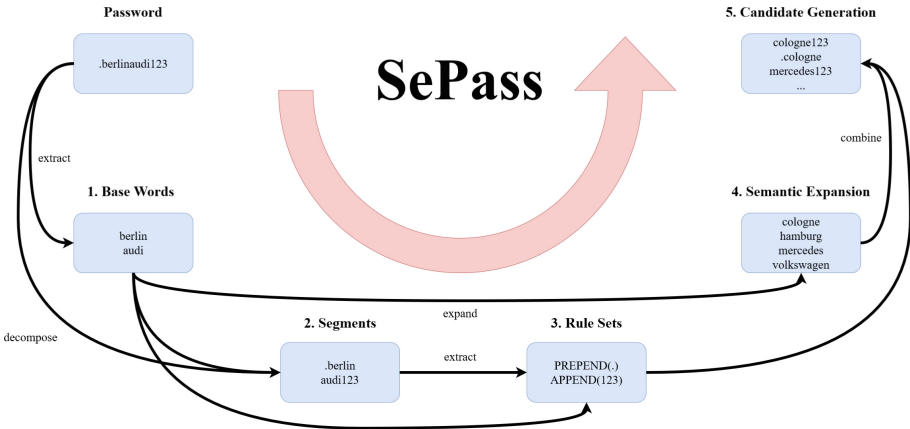 Password
.berlinaudi123
SePass
5. Candidate Generation
cologne123
.cologne
mercedes123
...
extract
combine
1. Base Words
berlin
audi
4. Semantic Expansion
cologne
hamburg
mercedes
volkswagen
expand
decompose
2. Segments
.berlin
audi123
extract
3. Rule Sets
PREPEND(.)
APPEND(123)